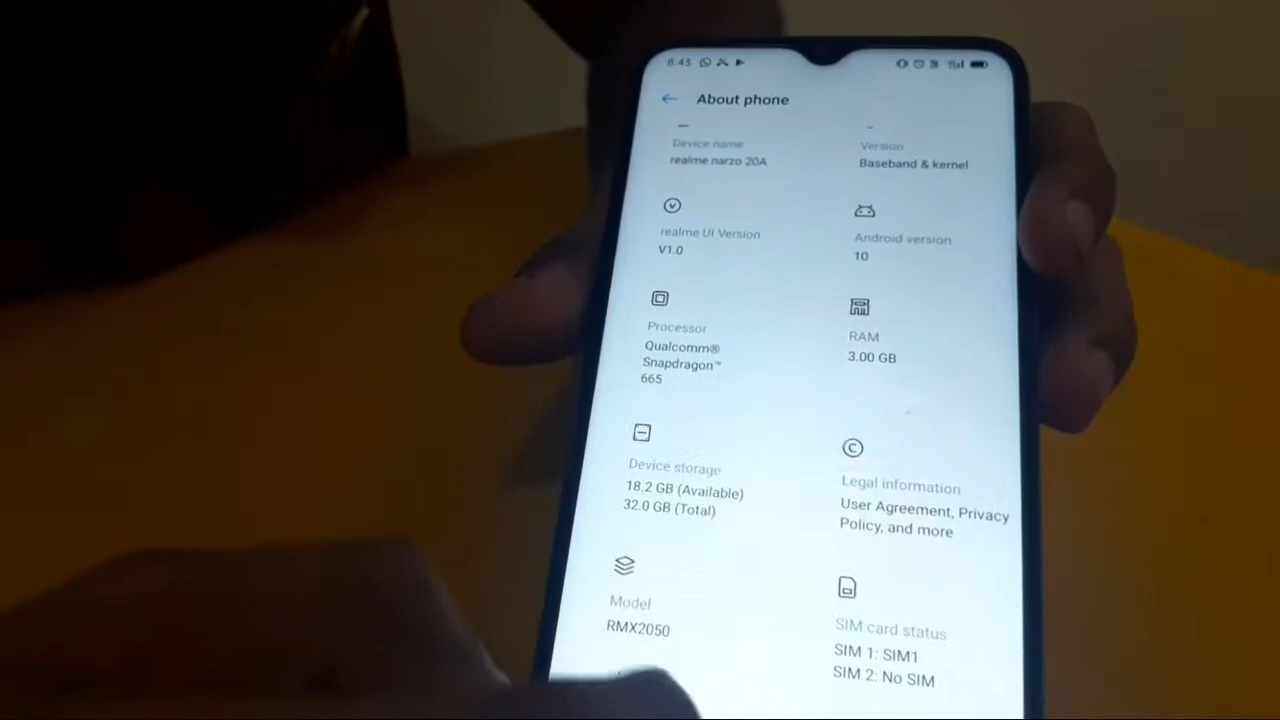 8:45
About phone
Device name
realme narzo 20A
Version
Baseband & kernel
realme UI Version
V1.0
Android version
10
Processor
Qualcomm®
Snapdragon™
665
RAM
3.00 GB
Device storage
18.2 GB (Available)
32.0 GB (Total)
Legal information
User Agreement, Privacy
Policy, and more
Model
RMX2050
SIM card status
SIM 1: SIM1
SIM 2: No SIM